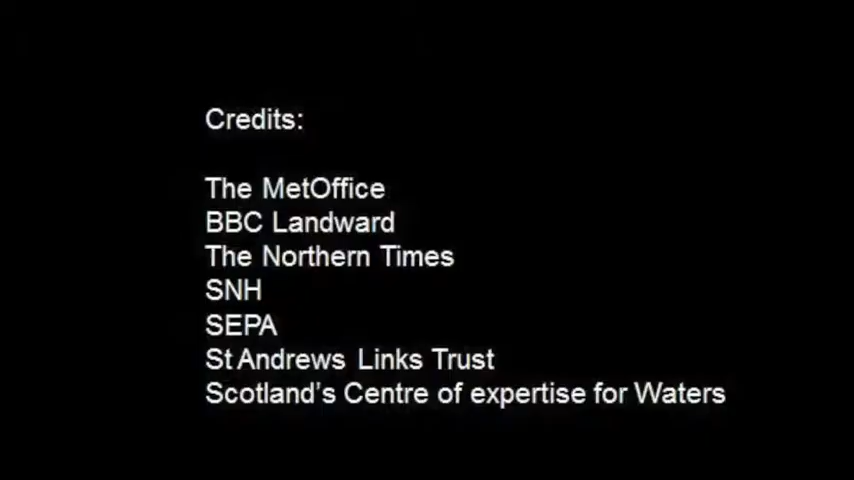 Credits:
The MetOffice
BBC Landward
The Northern Times
SNH
SEPA
St Andrews Links Trust
Scotland's Centre of expertise for Waters